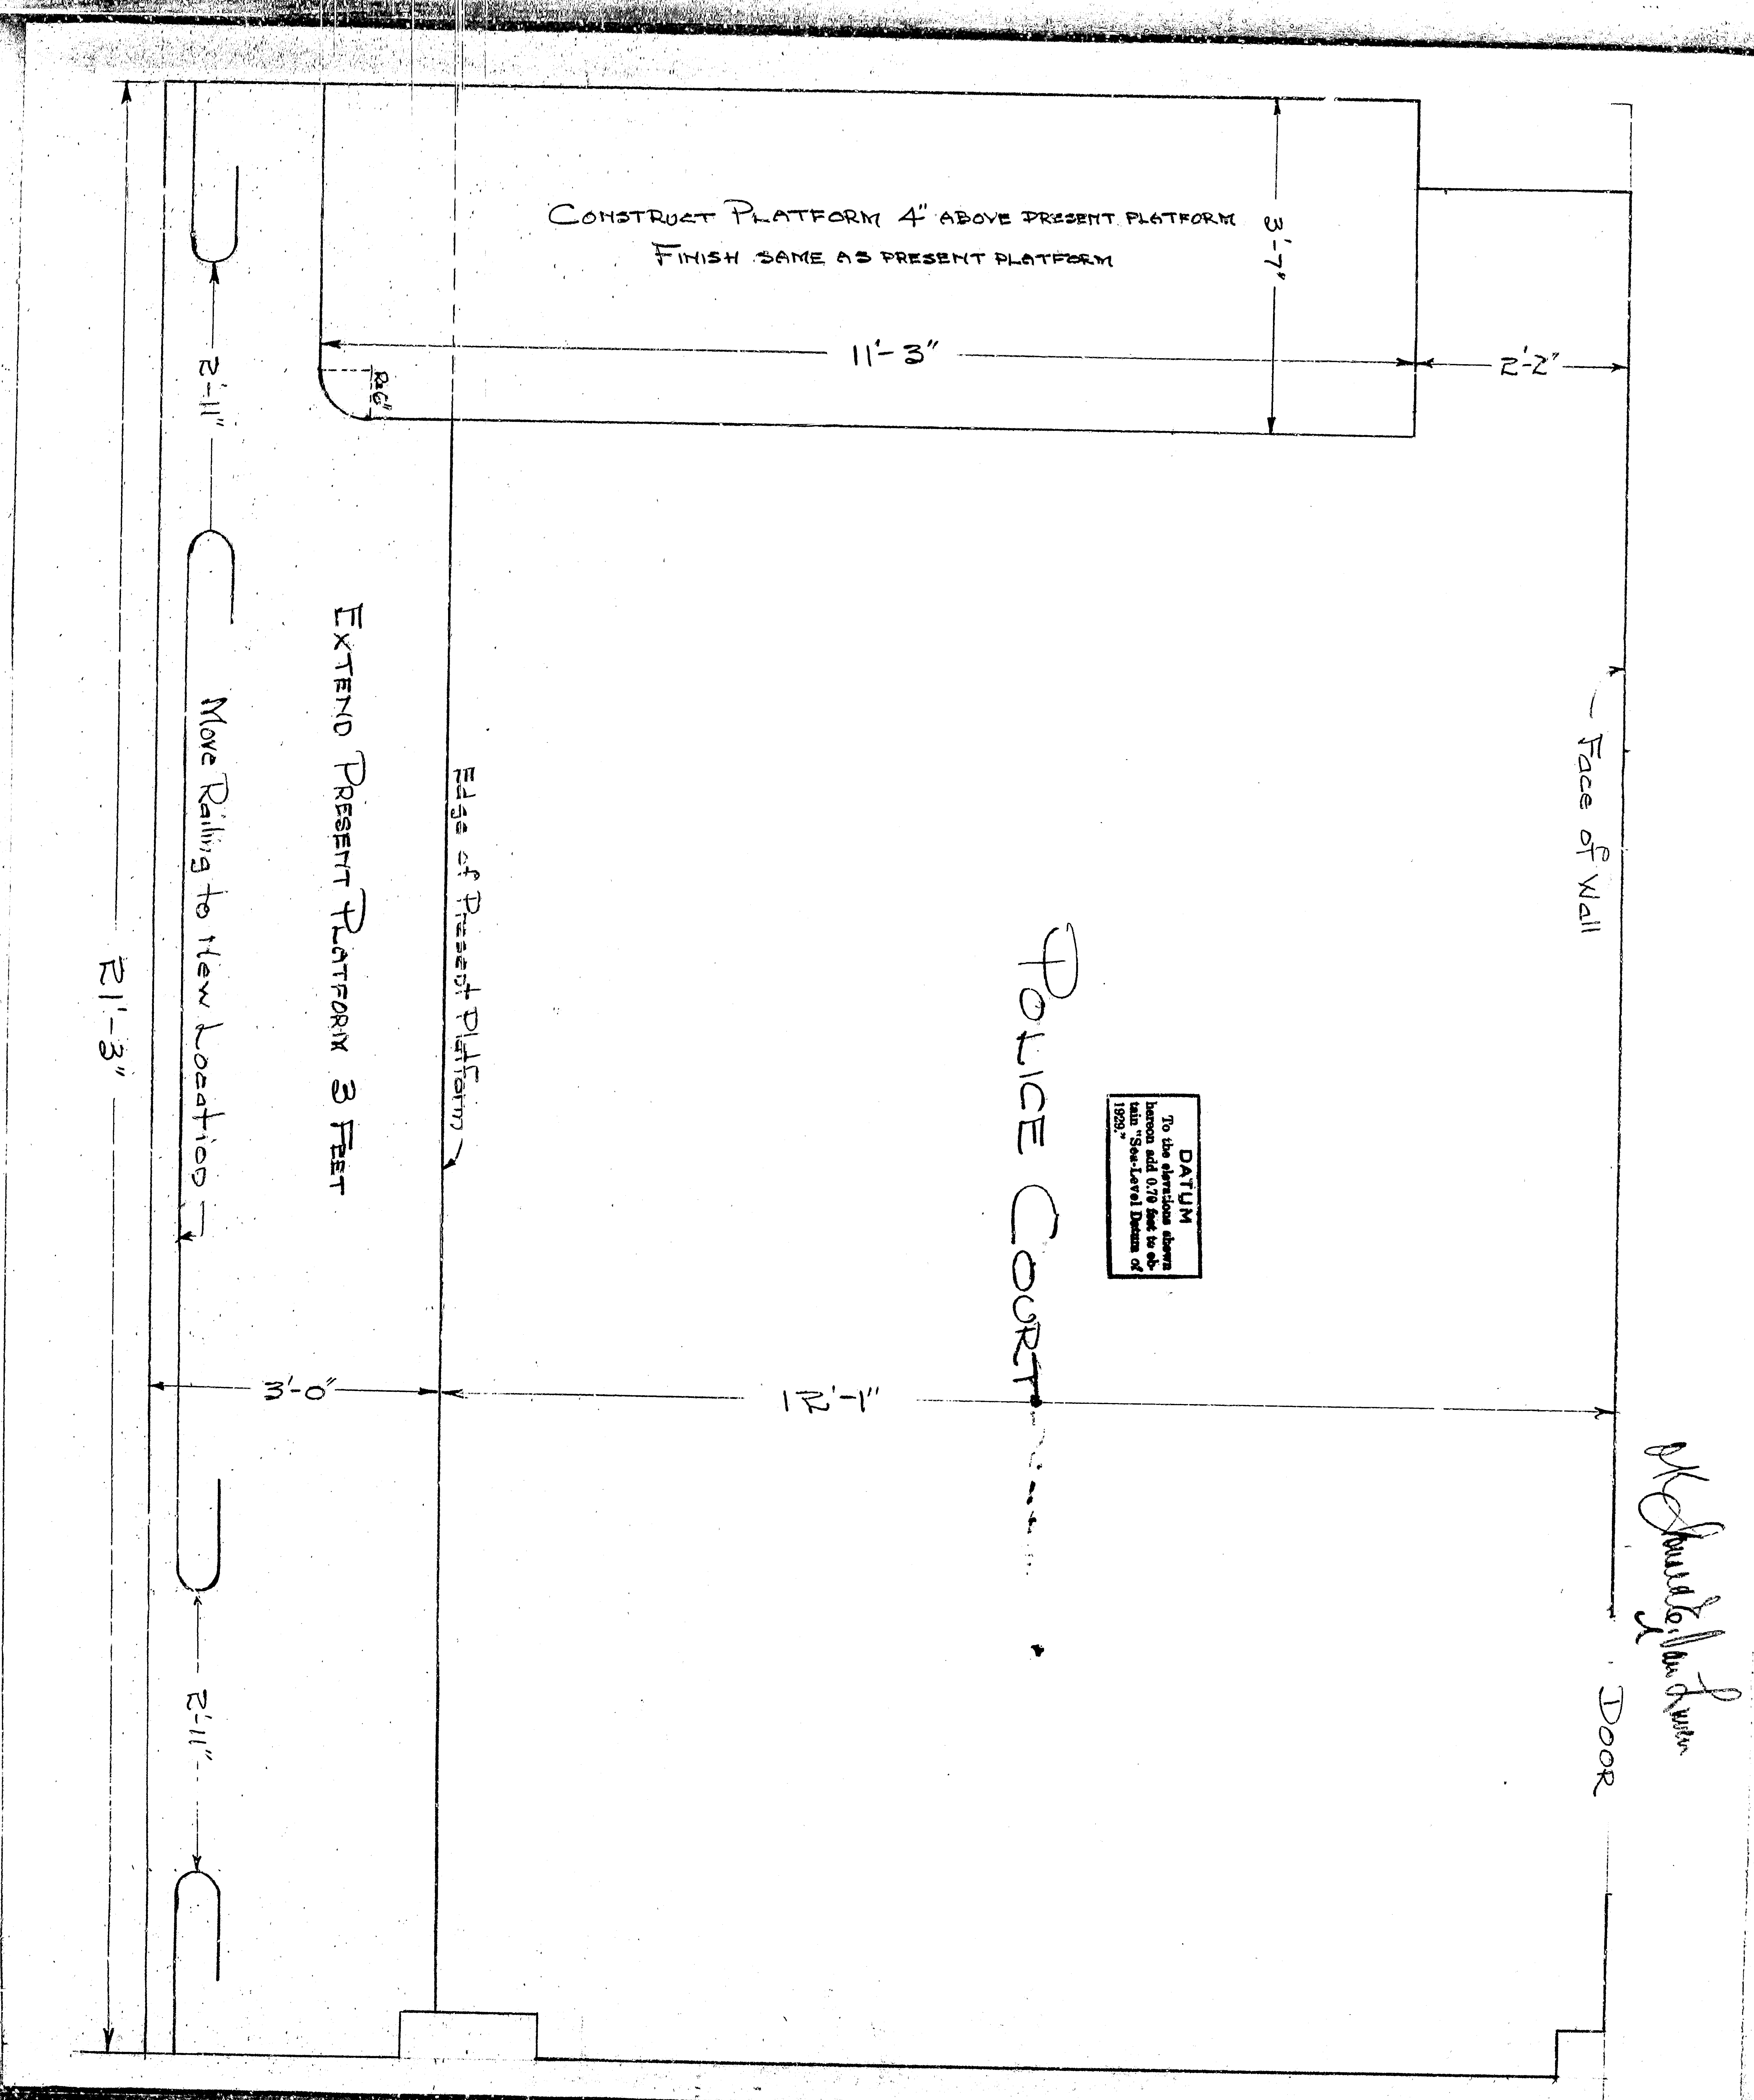 CONSTRUCT PLATFORM 4" ABOVE PRESENT PLATFORM
FINISH SAME AS PRESENT PLATFORM
3'-7"
11'-3"
2'-2"
R=6"
2'-11"
Face of Wall
EXTEND PRESENT PLATFORM 3 FEET
Move Railing to New Location
Edge of Present Platform
21'-3"
POLICE COURT
DATUM
To the elevations shown
hereon add 0.70 feet to ob-
tain "Sea-Level Datum of
1929."
3'-0"
12'-1"
OK
DOOR
2'-11"